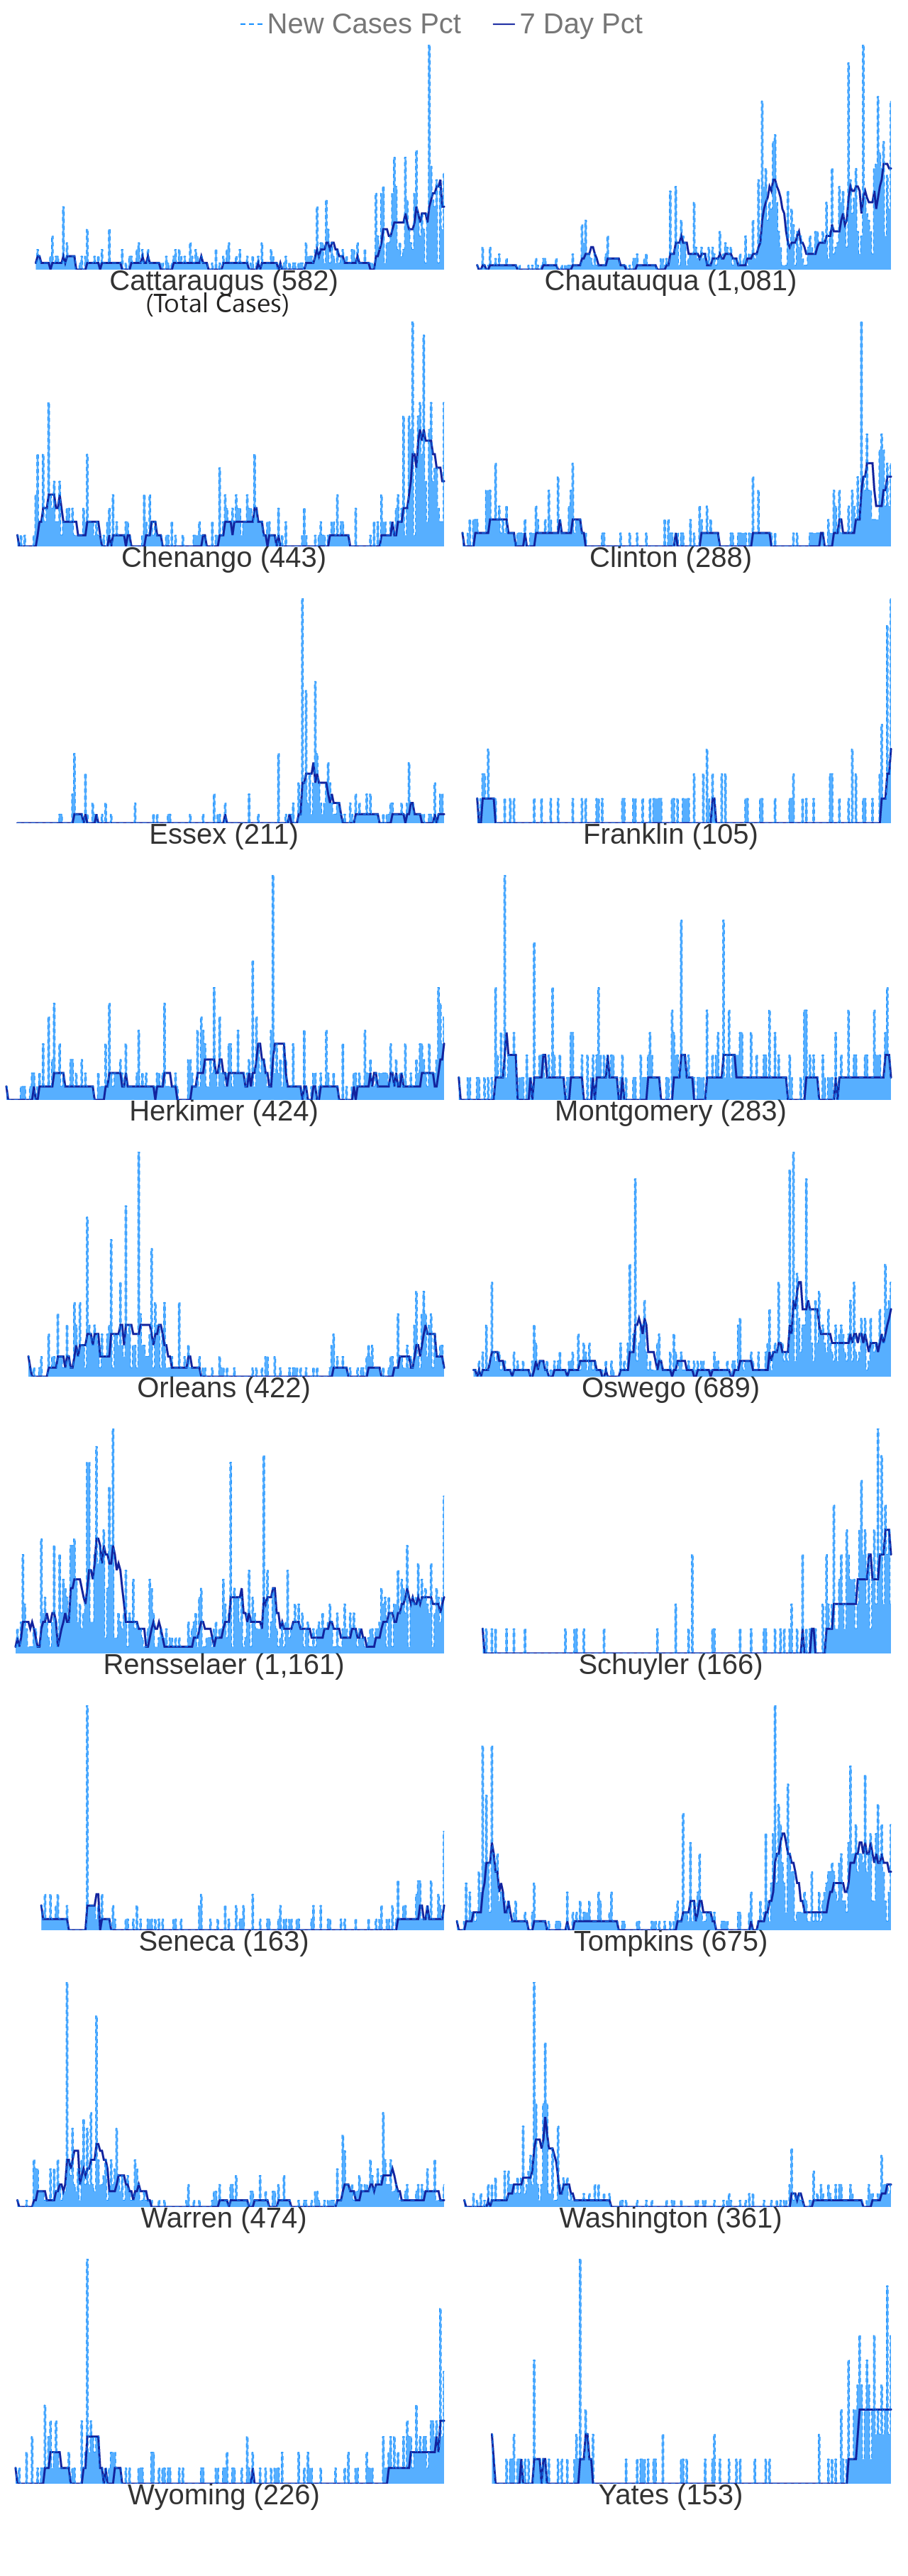 New Cases Pct 7 Day Pct
Cattaraugus (582) Chautauqua (1,081)
(Total Cases)
Chenango (443) Clinton (288)
Essex (211) Franklin (105)
Herkimer (424) Montgomery (283)
Orleans (422) Oswego (689)
Rensselaer (1,161) Schuyler (166)
Seneca (163) Tompkins (675)
Warren (474) Washington (361)
Wyoming (226) Yates (153)